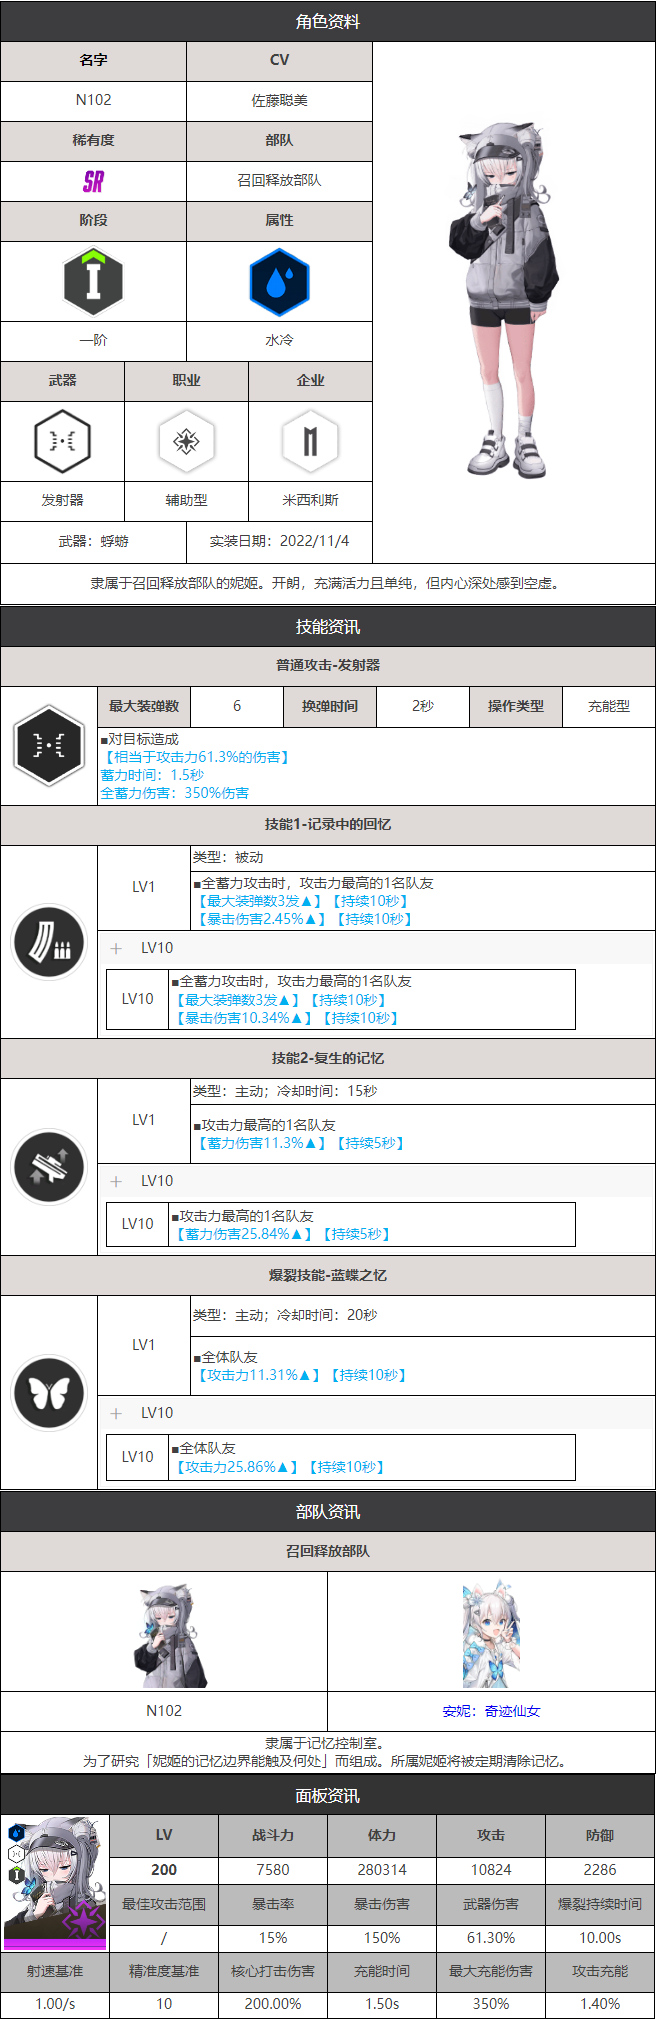 角色资料
名字 CV
N102 佐藤聪美
稀有度 部队
SR 召回释放部队
阶段 属性
I
一阶 水冷
武器 职业 企业
发射器 辅助型 米西利斯
武器：蜉蝣 实装日期：2022/11/4
隶属于召回释放部队的妮姬。开朗，充满活力且单纯，但内心深处感到空虚。
技能资讯
普通攻击-发射器
最大装弹数 6 换弹时间 2秒 操作类型 充能型
■对目标造成
【相当于攻击力61.3%的伤害】
蓄力时间：1.5秒
全蓄力伤害：350%伤害
技能1-记录中的回忆
类型：被动
LV1
■全蓄力攻击时，攻击力最高的1名队友
【最大装弹数3发▲】【持续10秒】
【暴击伤害2.45%▲】【持续10秒】
＋ LV10
LV10
■全蓄力攻击时，攻击力最高的1名队友
【最大装弹数3发▲】【持续10秒】
【暴击伤害10.34%▲】【持续10秒】
技能2-复生的记忆
类型：主动；冷却时间：15秒
LV1
■攻击力最高的1名队友
【蓄力伤害11.3%▲】【持续5秒】
＋ LV10
LV10
■攻击力最高的1名队友
【蓄力伤害25.84%▲】【持续5秒】
爆裂技能-蓝蝶之忆
类型：主动；冷却时间：20秒
LV1
■全体队友
【攻击力11.31%▲】【持续10秒】
＋ LV10
LV10
■全体队友
【攻击力25.86%▲】【持续10秒】
部队资讯
召回释放部队
N102 安妮：奇迹仙女
隶属于记忆控制室。
为了研究「妮姬的记忆边界能触及何处」而组成。所属妮姬将被定期清除记忆。
面板资讯
LV 战斗力 体力 攻击 防御
200 7580 280314 10824 2286
I
最佳攻击范围 暴击率 暴击伤害 武器伤害 爆裂持续时间
/ 15% 150% 61.30% 10.00s
射速基准 精准度基准 核心打击伤害 充能时间 最大充能伤害 攻击充能
1.00/s 10 200.00% 1.50s 350% 1.40%